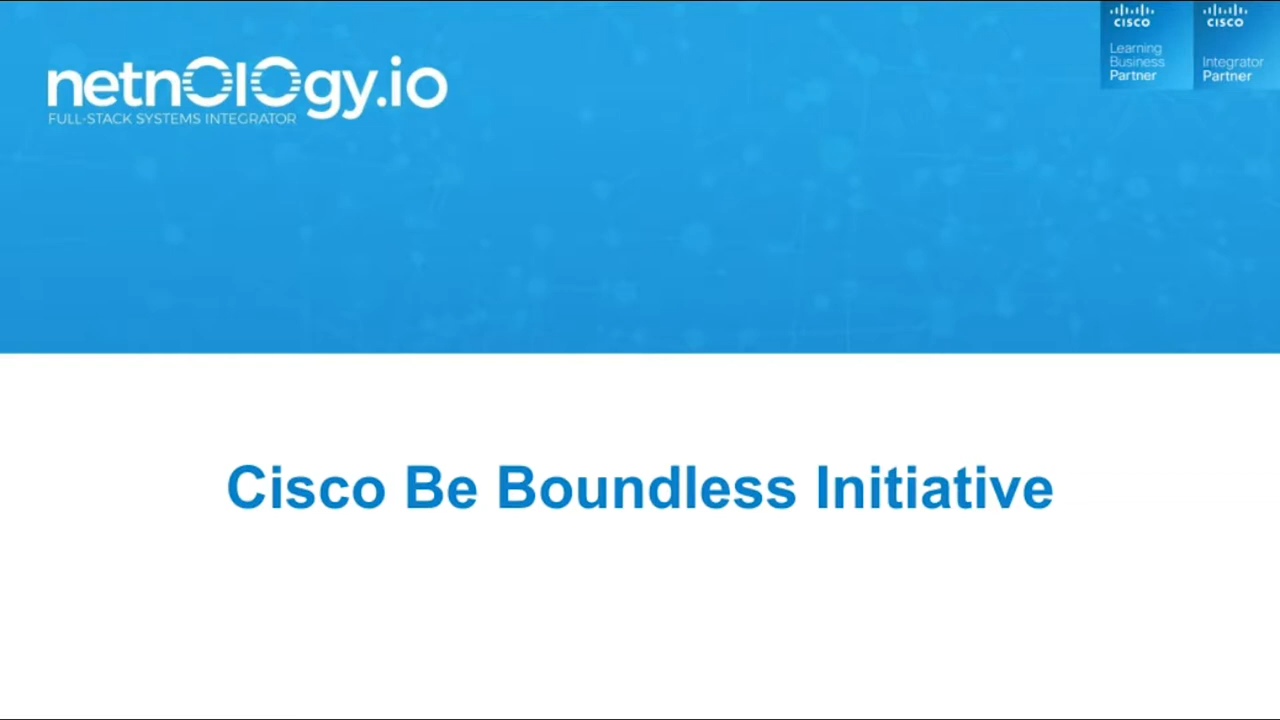 netnology.io
FULL-STACK SYSTEMS INTEGRATOR
CISCO
Learning
Business
Partner
CISCO
Integrator
Partner
Cisco Be Boundless Initiative